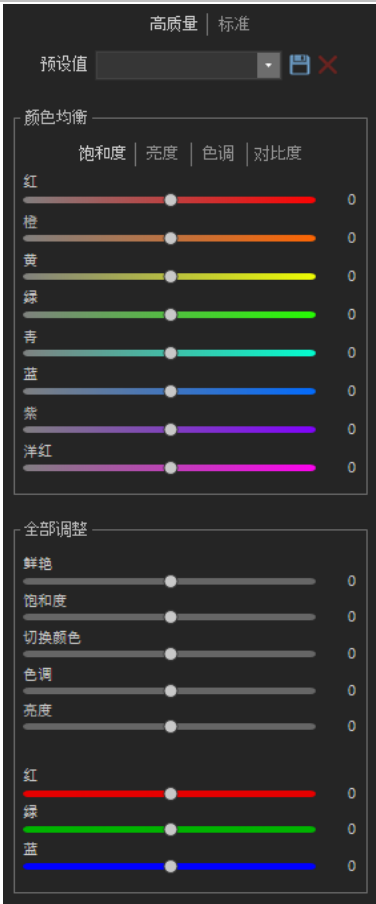 高质量 标准
预设值
颜色均衡
饱和度 亮度 色调 对比度
红
0
橙
0
黄
0
緑
0
青
0
蓝
0
紫
0
洋红
0
全部调整
鲜艳
0
饱和度
0
切换颜色
0
色调
0
亮度
0
红
0
緑
0
蓝
0